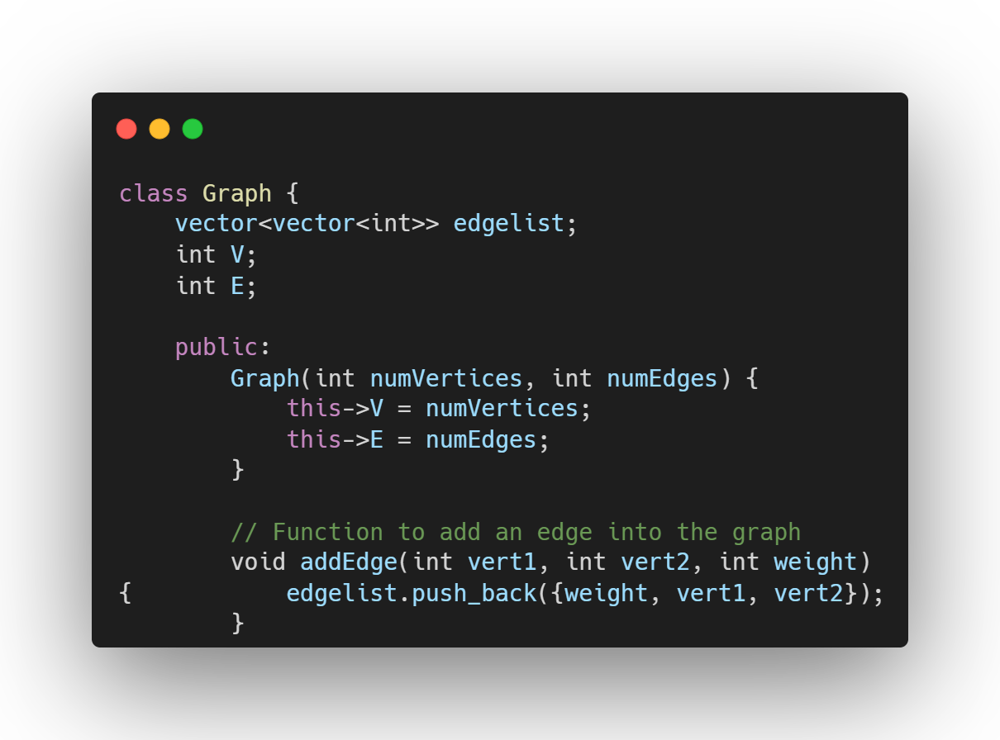 class Graph {
    vector<vector<int>> edgelist;
    int V;
    int E;

    public:
        Graph(int numVertices, int numEdges) {
            this->V = numVertices;
            this->E = numEdges;
        }

        // Function to add an edge into the graph
        void addEdge(int vert1, int vert2, int weight)
{           edgelist.push_back({weight, vert1, vert2});
        }